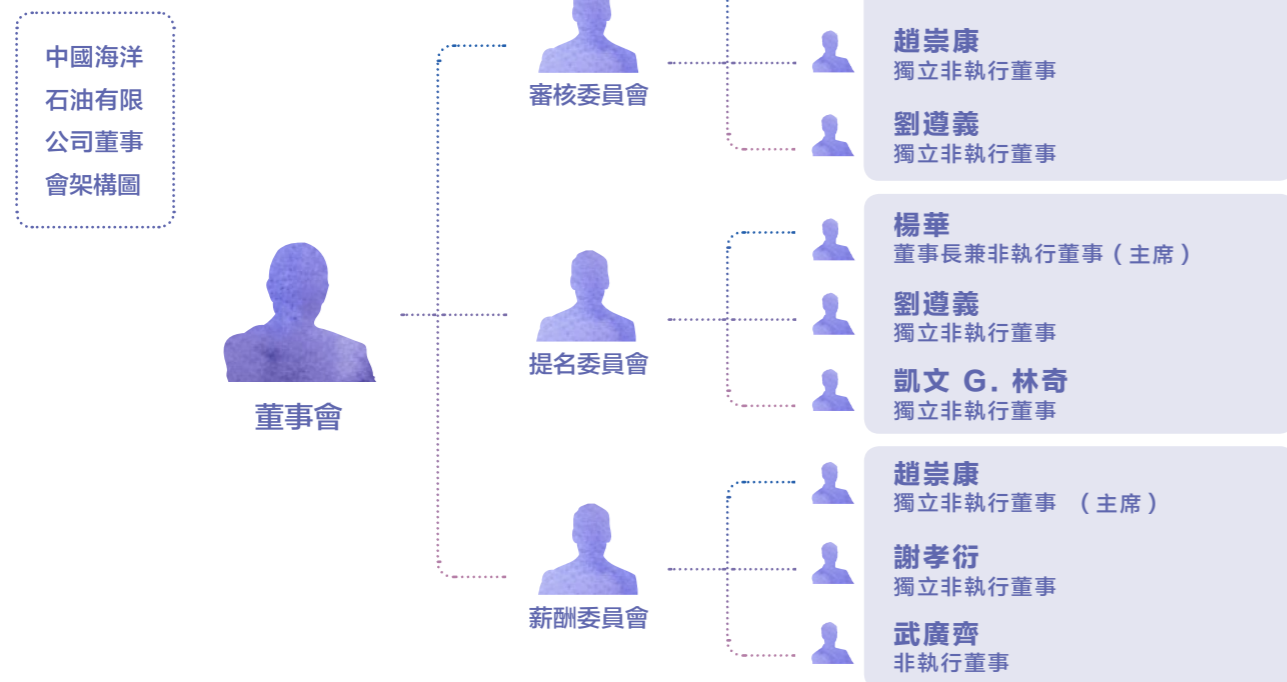 中國海洋
石油有限
公司董事
會架構圖
董事會
審核委員會
趙崇康
獨立非執行董事
劉遵義
獨立非執行董事
提名委員會
楊華
董事長兼非執行董事（主席）
劉遵義
獨立非執行董事
凱文 G. 林奇
獨立非執行董事
薪酬委員會
趙崇康
獨立非執行董事 （主席）
謝孝衍
獨立非執行董事
武廣齊
非執行董事